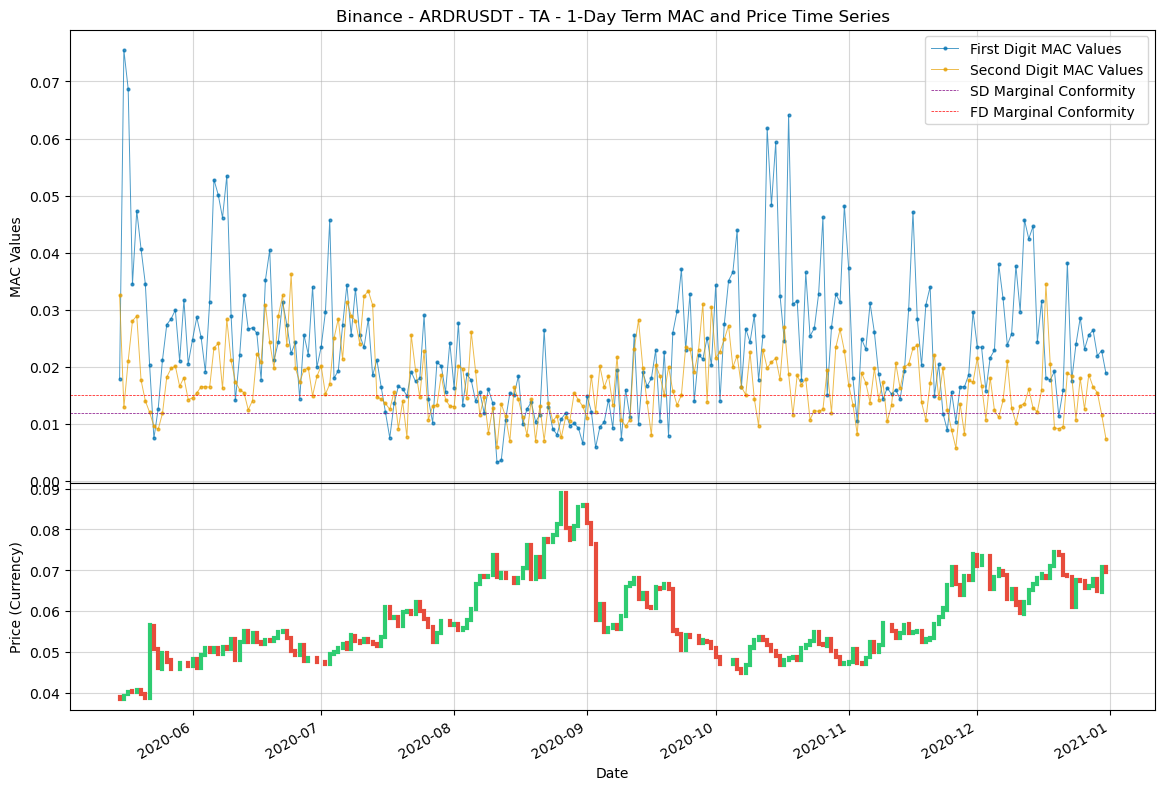 Binance - ARDRUSDT - TA - 1-Day Term MAC and Price Time Series
First Digit MAC Values
Second Digit MAC Values
SD Marginal Conformity
FD Marginal Conformity
MAC Values
0.07
0.06
0.05
0.04
0.03
0.02
0.01
0.00
Price (Currency)
0.09
0.08
0.07
0.06
0.05
0.04
2020-06
2020-07
2020-08
2020-09
2020-10
2020-11
2020-12
2021-01
Date